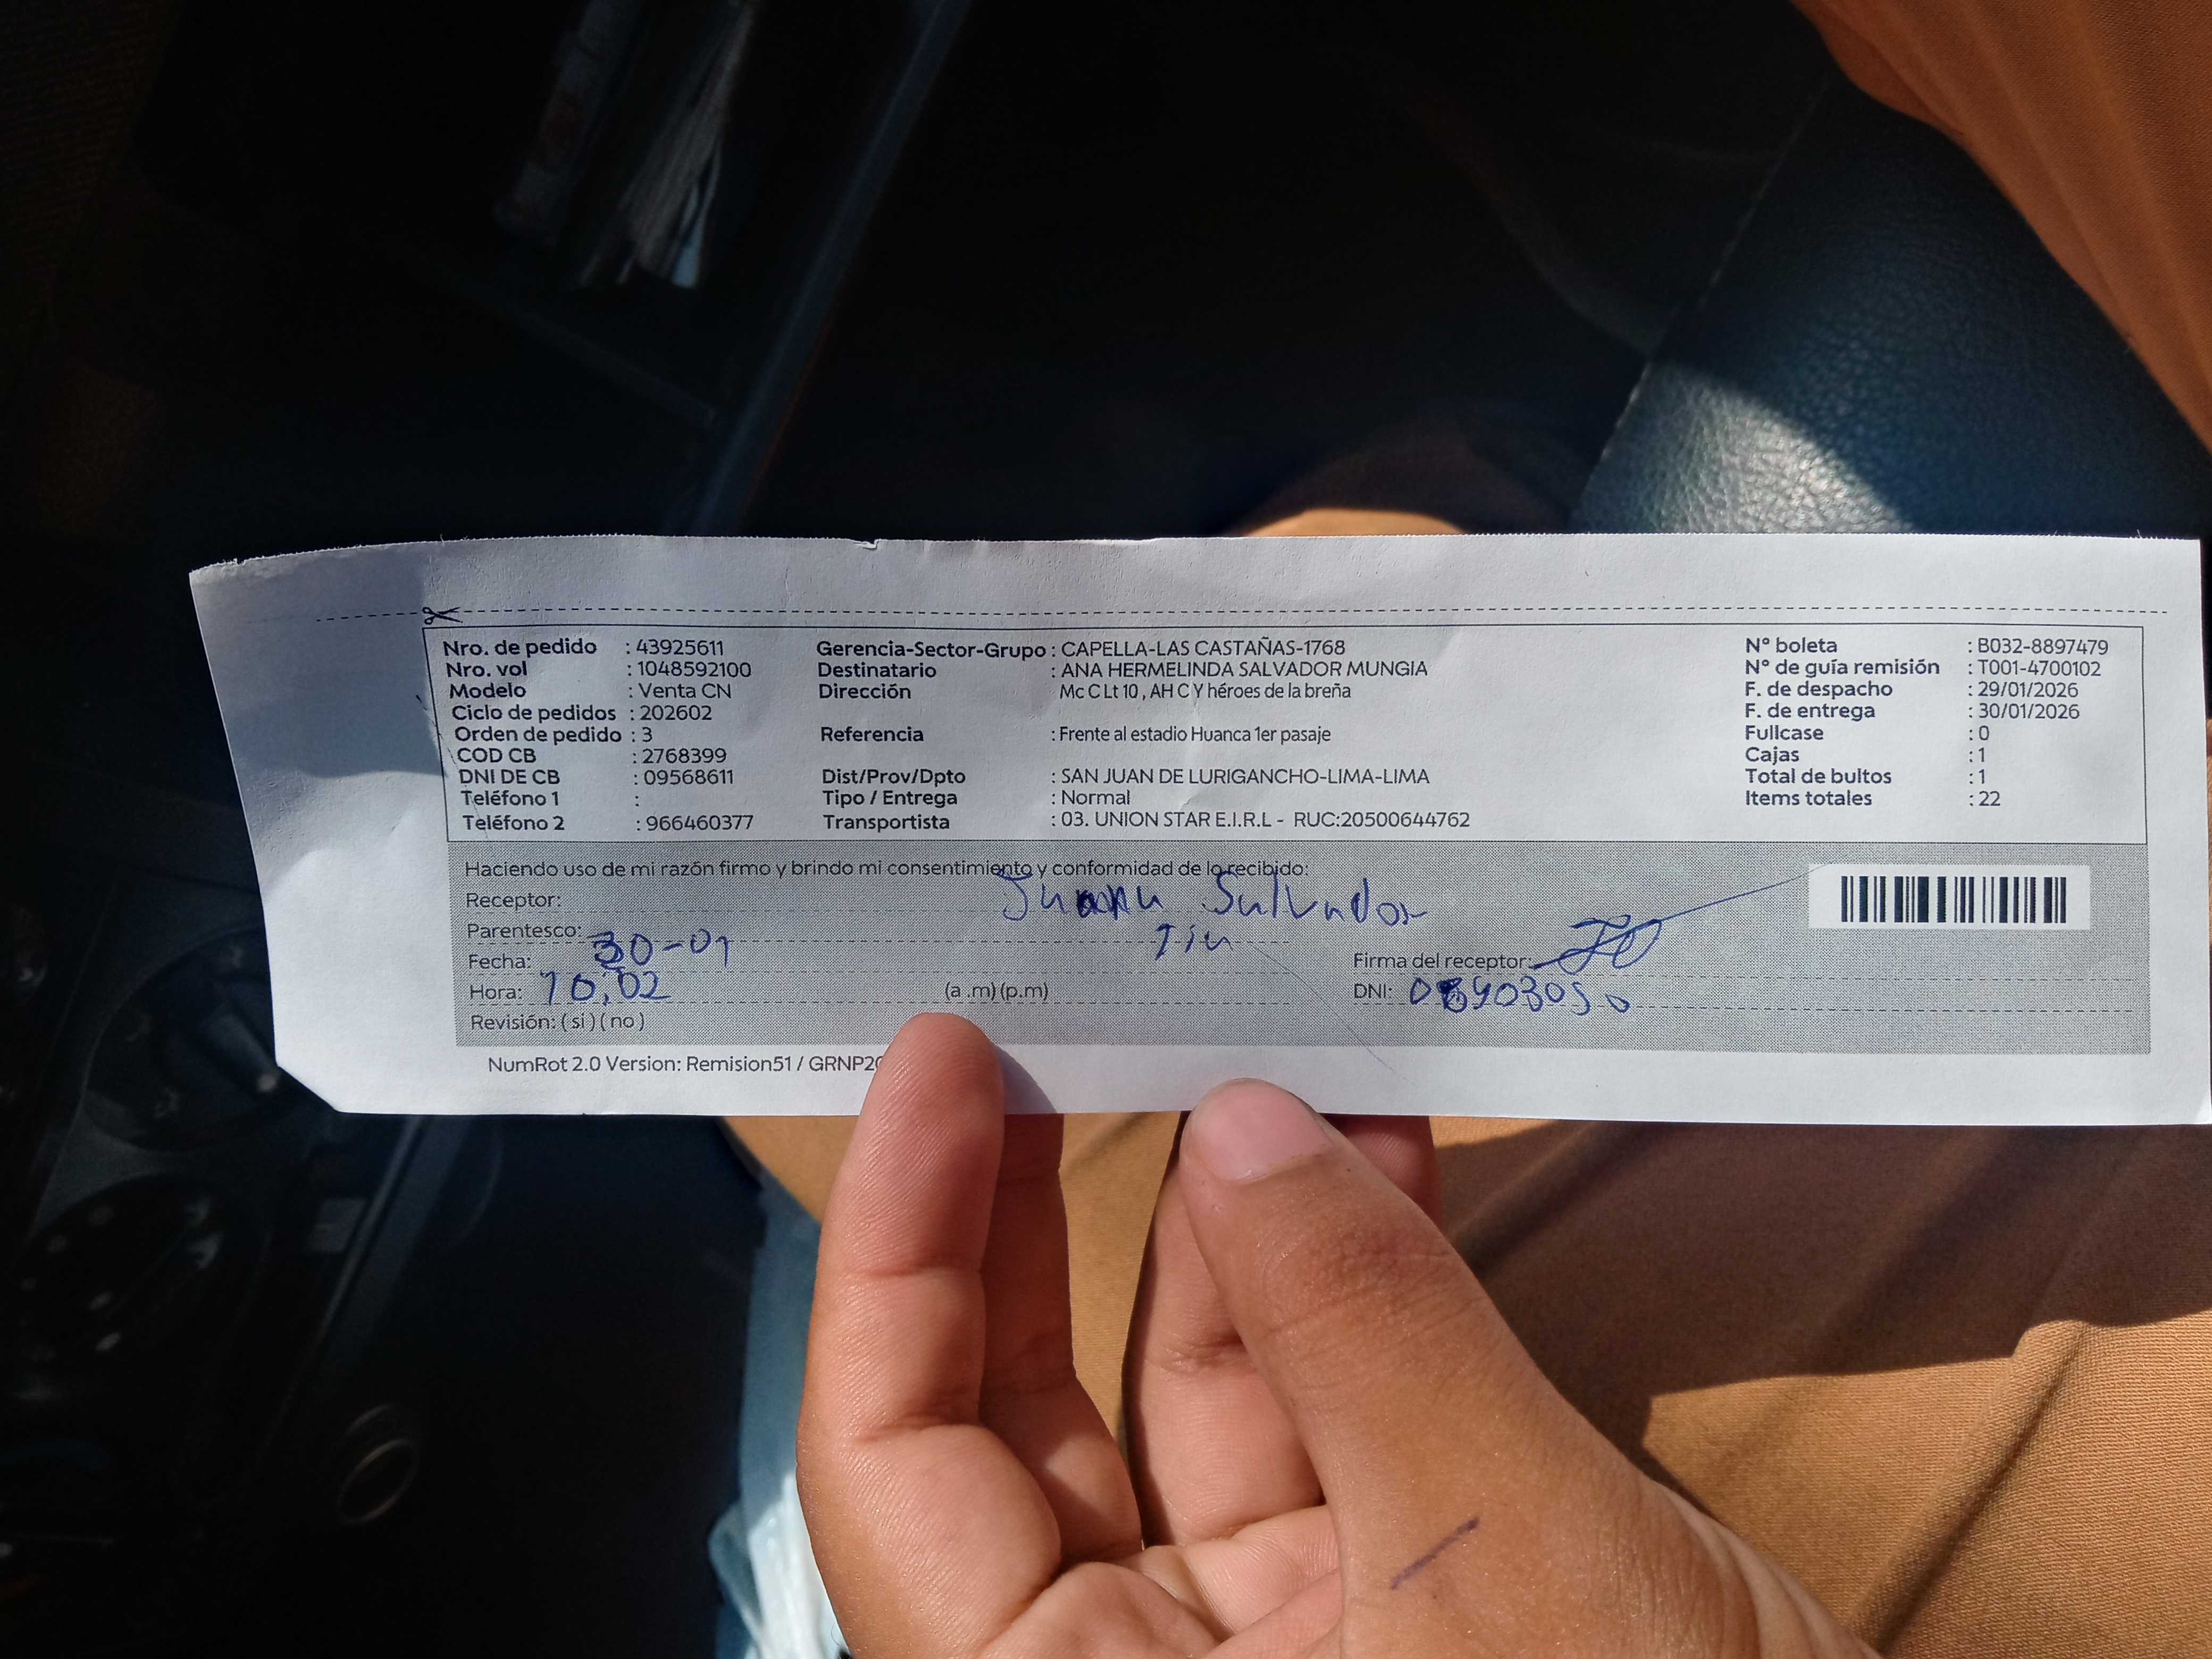 Nro. de pedido : 43925611
Nro. vol : 1048592100
Modelo : Venta CN
Ciclo de pedidos : 202602
Orden de pedido : 3
COD CB : 2768399
DNI DE CB : 09568611
Teléfono 1 :
Teléfono 2 : 966460377
Gerencia-Sector-Grupo : CAPELLA-LAS CASTAÑAS-1768
Destinatario : ANA HERMELINDA SALVADOR MUNGIA
Dirección Mc C Lt 10 , AH C Y héroes de la breña
Referencia : Frente al estadio Huanca 1er pasaje
Dist/Prov/Dpto : SAN JUAN DE LURIGANCHO-LIMA-LIMA
Tipo / Entrega : Normal
Transportista : 03. UNION STAR E.I.R.L - RUC:20500644762
N° boleta : B032-8897479
N° de guía remisión : T001-4700102
F. de despacho : 29/01/2026
F. de entrega : 30/01/2026
Fullcase : 0
Cajas : 1
Total de bultos : 1
Items totales : 22
Haciendo uso de mi razón firmo y brindo mi consentimiento y conformidad de lo recibido:
Receptor: Salvador
Parentesco: Tia
Fecha: 30-01
Firma del receptor:
Hora: 10:02 (a .m) (p.m)
DNI:
Revisión: ( si ) ( no )
NumRot 2.0 Version: Remision51 / GRNP20